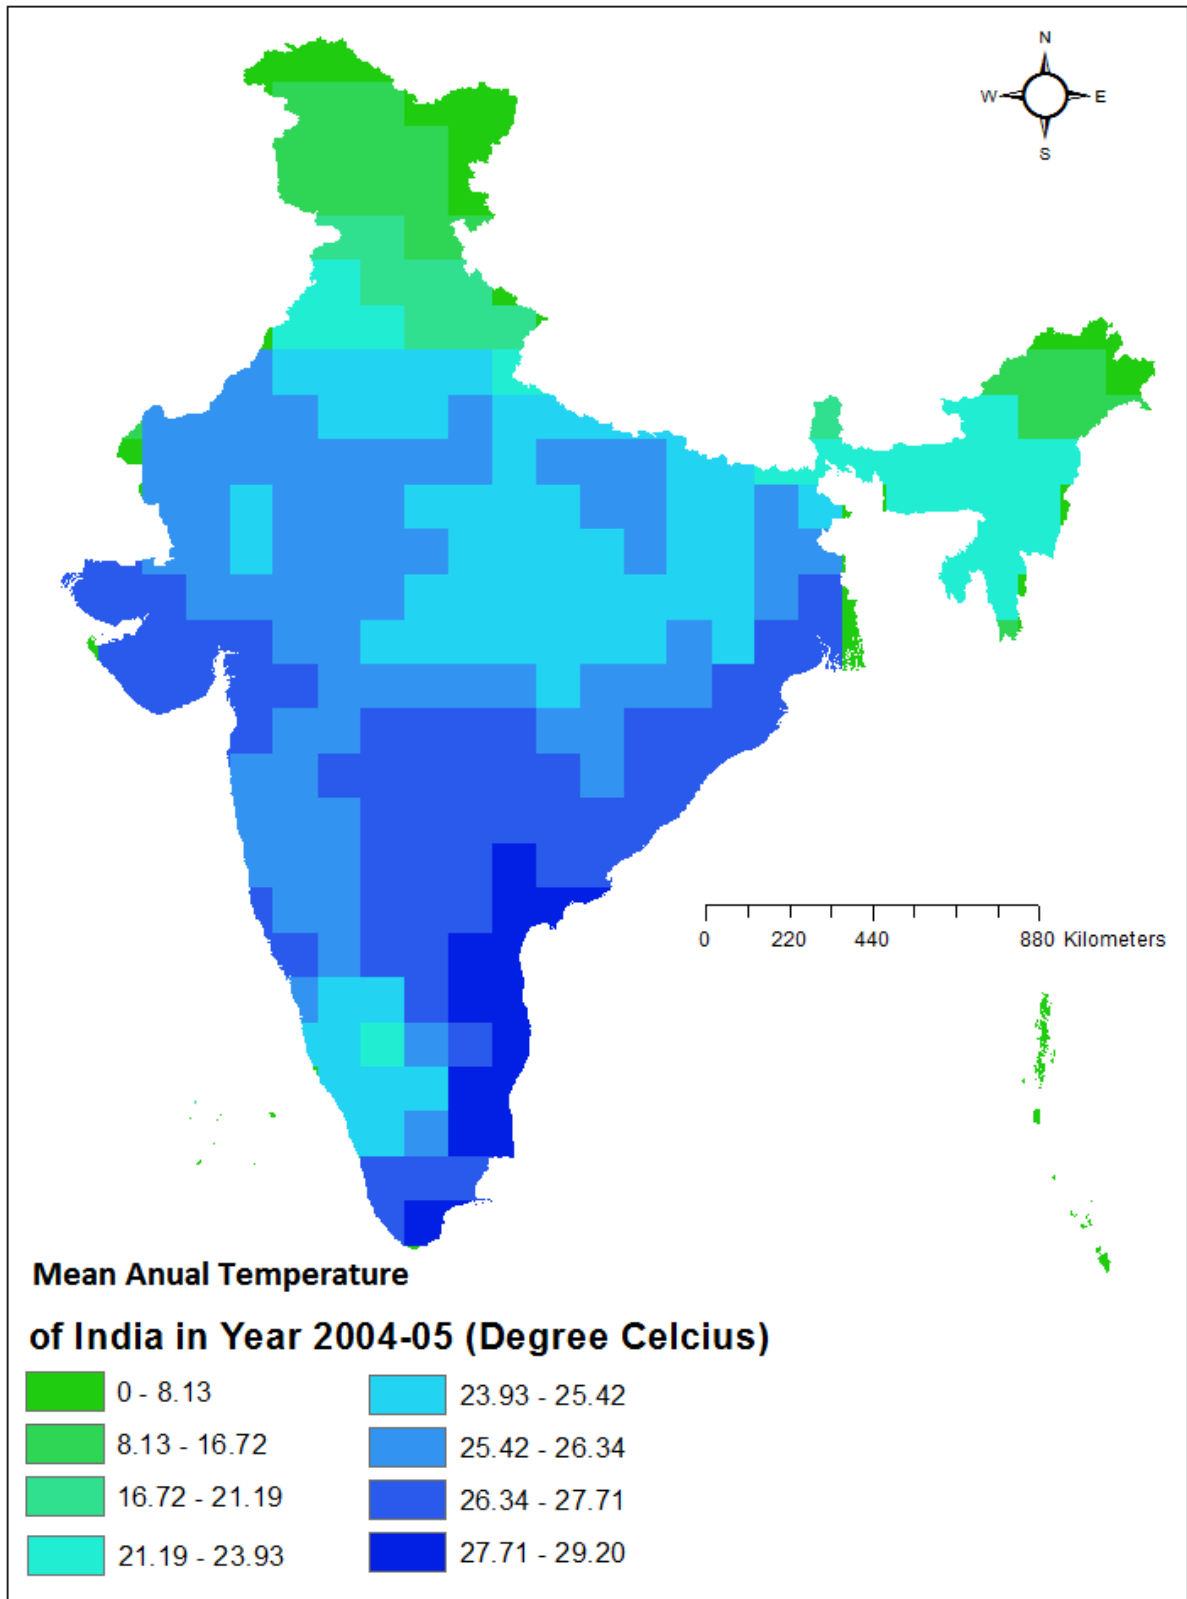 N
W E
S
0 220 440 880 Kilometers
Mean Anual Temperature
of India in Year 2004-05 (Degree Celcius)
0 - 8.13
8.13 - 16.72
16.72 - 21.19
21.19 - 23.93
23.93 - 25.42
25.42 - 26.34
26.34 - 27.71
27.71 - 29.20